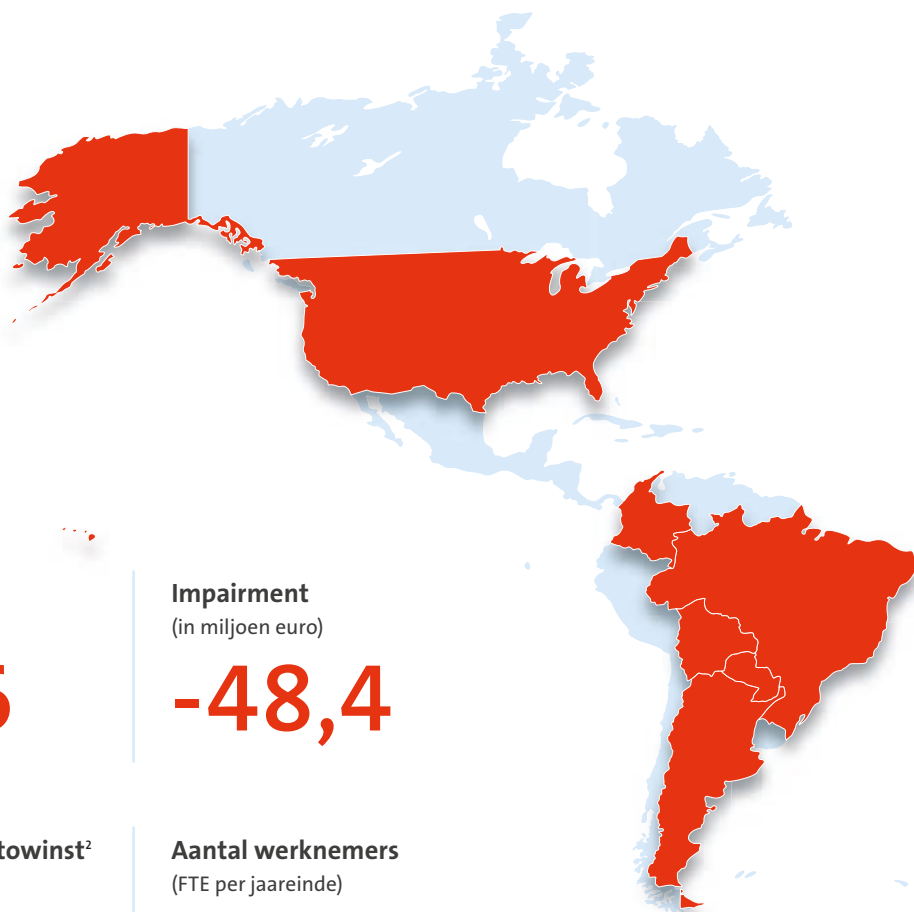 Impairment
(in miljoen euro)
-48,4
towinst²
Aantal werknemers
(FTE per jaareinde)